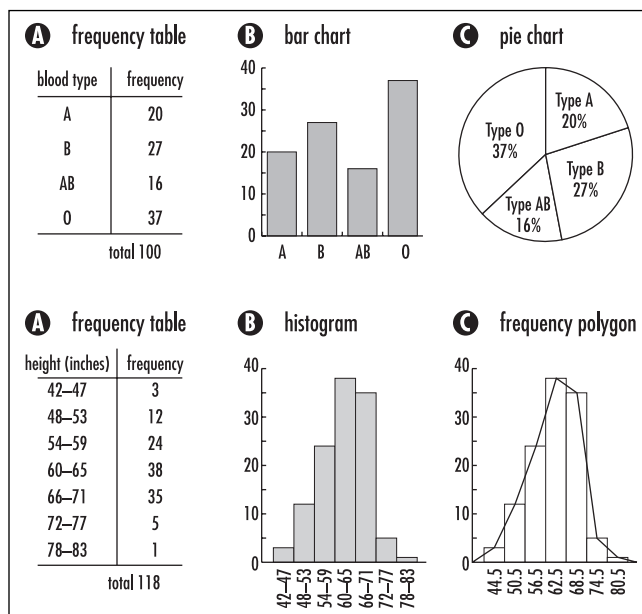 A frequency table
blood type frequency
A 20
B 27
AB 16
O 37
total 100
B bar chart
40
30
20
10
0
A B AB O
C pie chart
Type O
37%
Type A
20%
Type B
27%
Type AB
16%
A frequency table
height (inches) frequency
42–47 3
48–53 12
54–59 24
60–65 38
66–71 35
72–77 5
78–83 1
total 118
B histogram
40
30
20
10
0
42–47
48–53
54–59
60–65
66–71
72–77
78–83
C frequency polygon
40
30
20
10
0
44.5
50.5
56.5
62.5
68.5
74.5
80.5